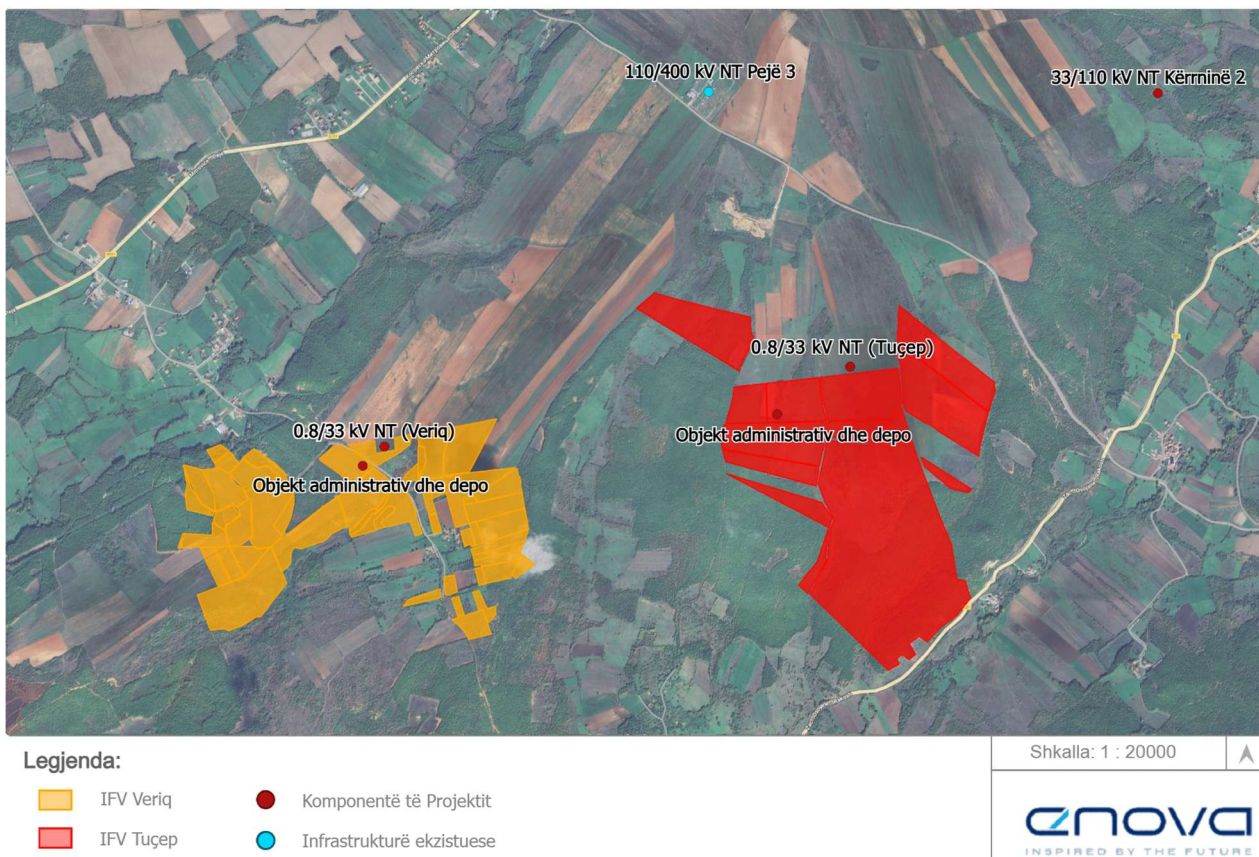 110/400 kV NT Pejë 3
33/110 kV NT Kërrninë 2
0.8/33 kV NT (Tuçep)
Objekt administrativ dhe depo
0.8/33 kV NT (Veriq)
Objekt administrativ dhe depo
Legjenda:
IFV Veriq
Komponentë të Projektit
IFV Tuçep
Infrastrukturë ekzistuese
Shkalla: 1 : 20000
enova
INSPIRED BY THE FUTURE